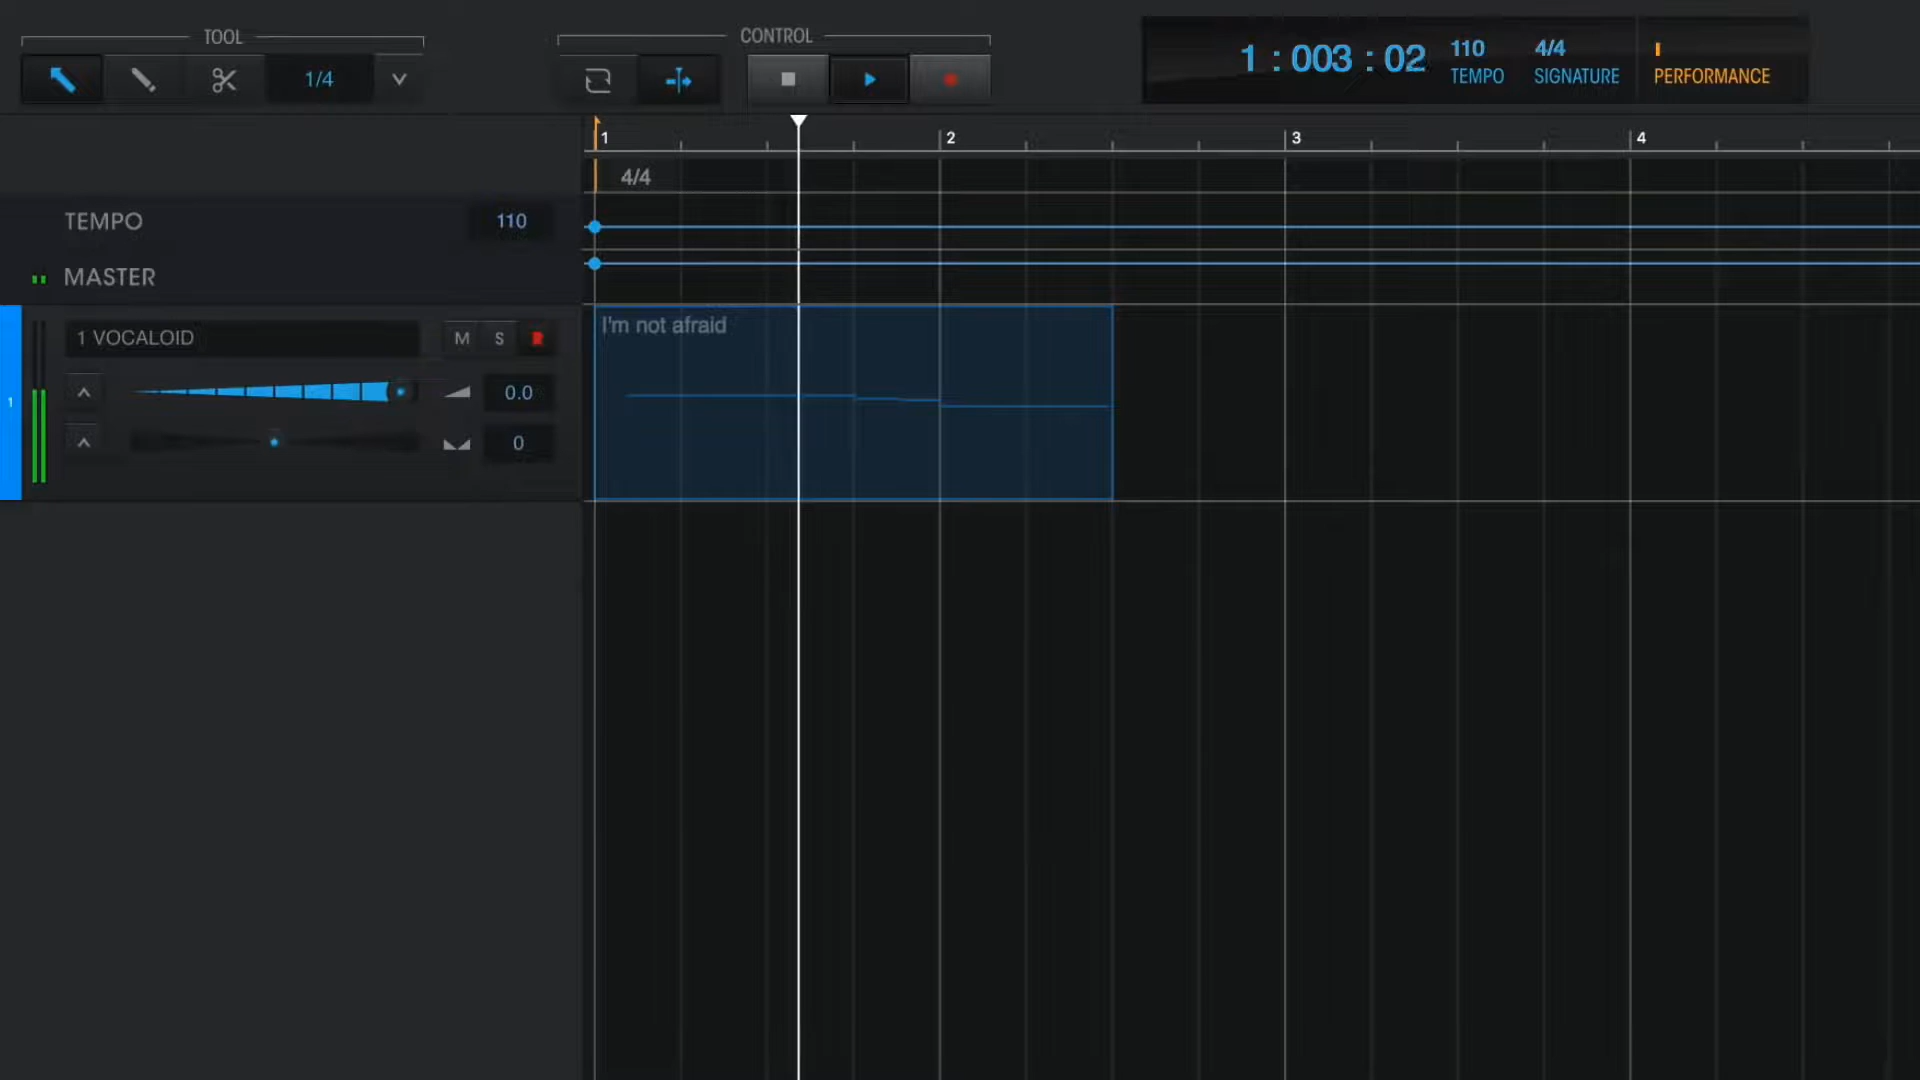 TOOL
CONTROL
1/4
1 : 003 : 02
110
TEMPO
4/4
SIGNATURE
PERFORMANCE
1
2
3
4
4/4
TEMPO
110
MASTER
1
1 VOCALOID
M
S
R
0.0
0
I'm not afraid